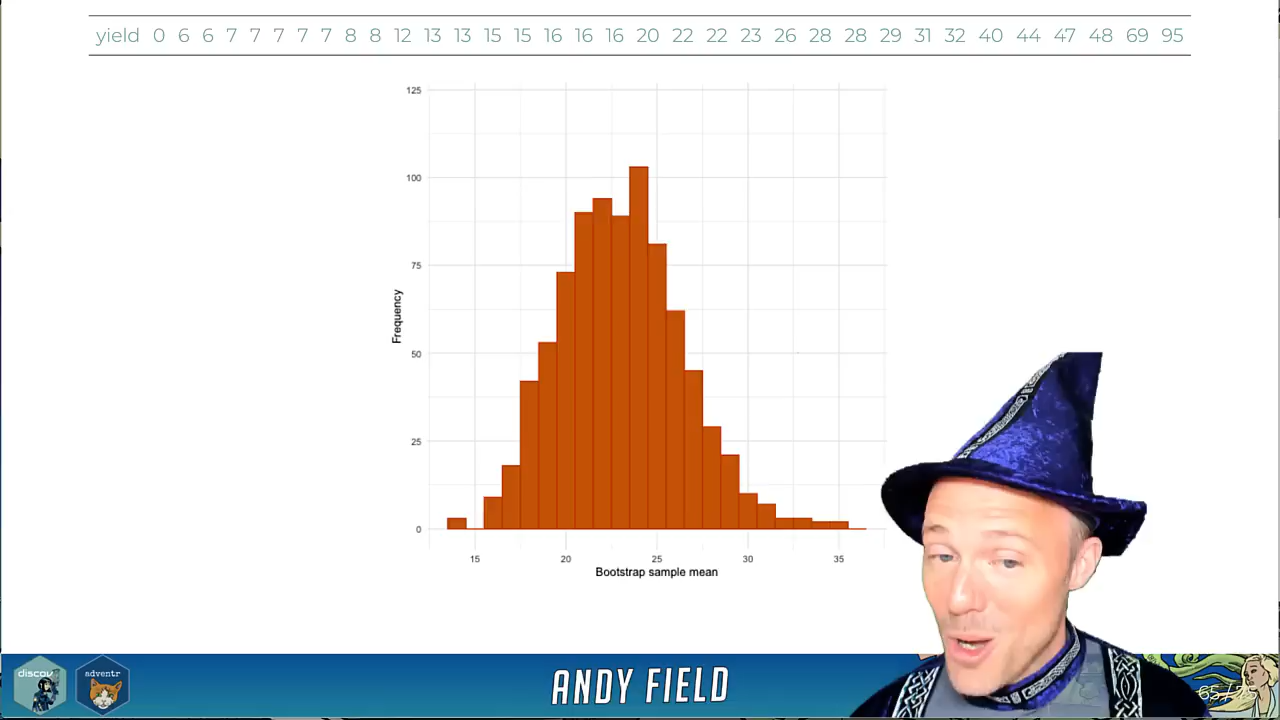 yield 0 6 6 7 7 7 7 7 8 8 12 13 13 15 15 16 16 16 20 22 22 23 26 28 28 29 31 32 40 44 47 48 69 95
125
100
75
50
25
0
Frequency
15 20 25 30 35
Bootstrap sample mean
discov
adventr
ANDY FIELD
65/75